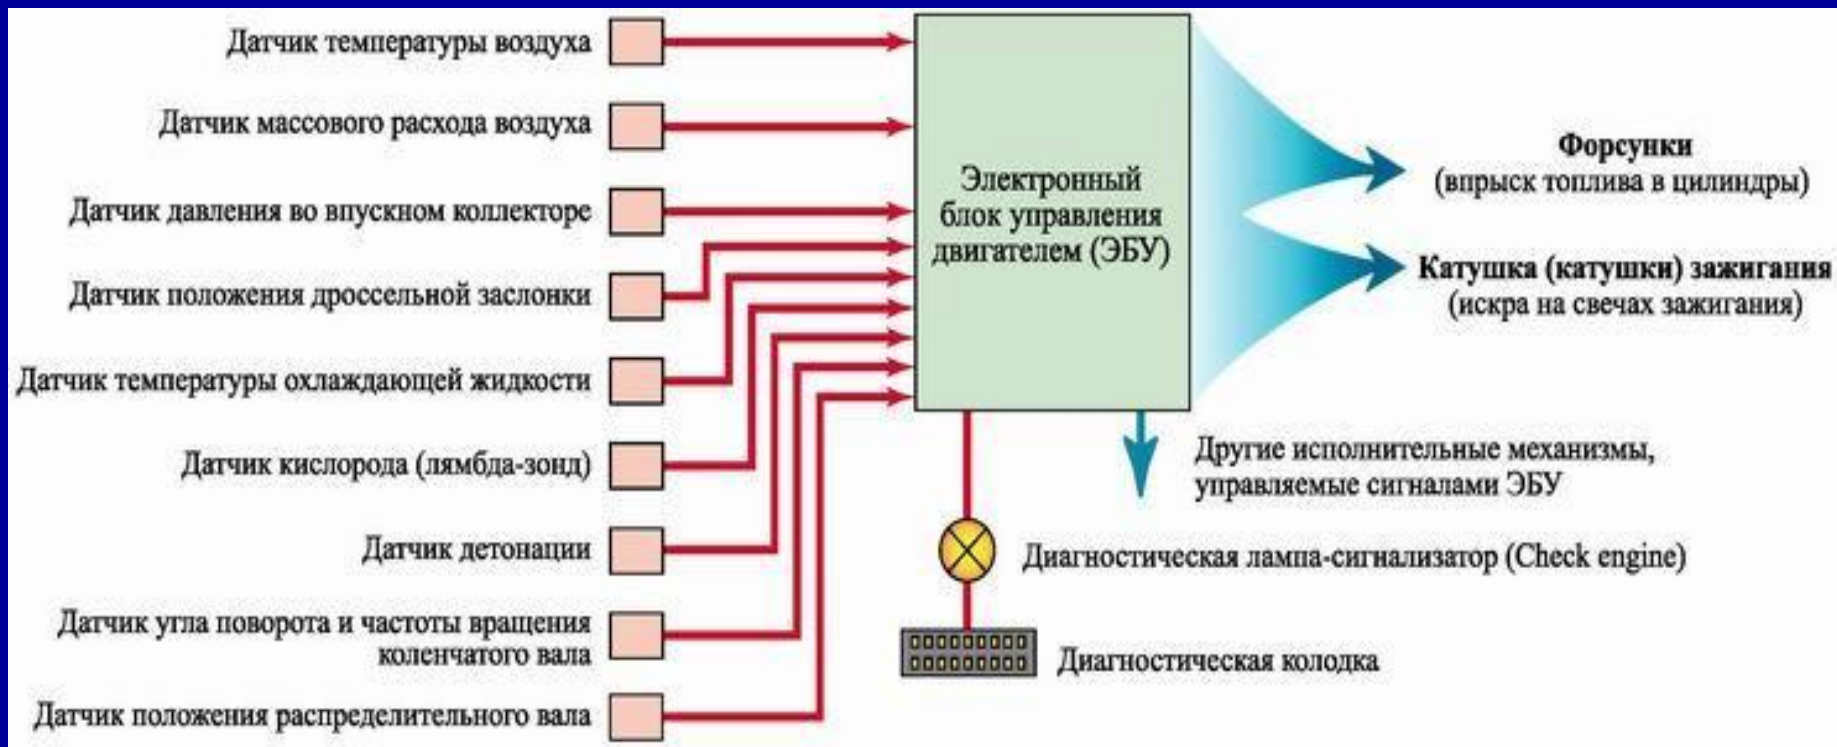 Датчик температуры воздуха
Датчик массового расхода воздуха
Датчик давления во впускном коллекторе
Датчик положения дроссельной заслонки
Датчик температуры охлаждающей жидкости
Датчик кислорода (лямбда-зонд)
Датчик детонации
Датчик угла поворота и частоты вращения
коленчатого вала
Датчик положения распределительного вала
Электронный
блок управления
двигателем (ЭБУ)
Форсунки
(впрыск топлива в цилиндры)
Катушка (катушки) зажигания
(искра на свечах зажигания)
Другие исполнительные механизмы,
управляемые сигналами ЭБУ
Диагностическая лампа-сигнализатор (Check engine)
Диагностическая колодка